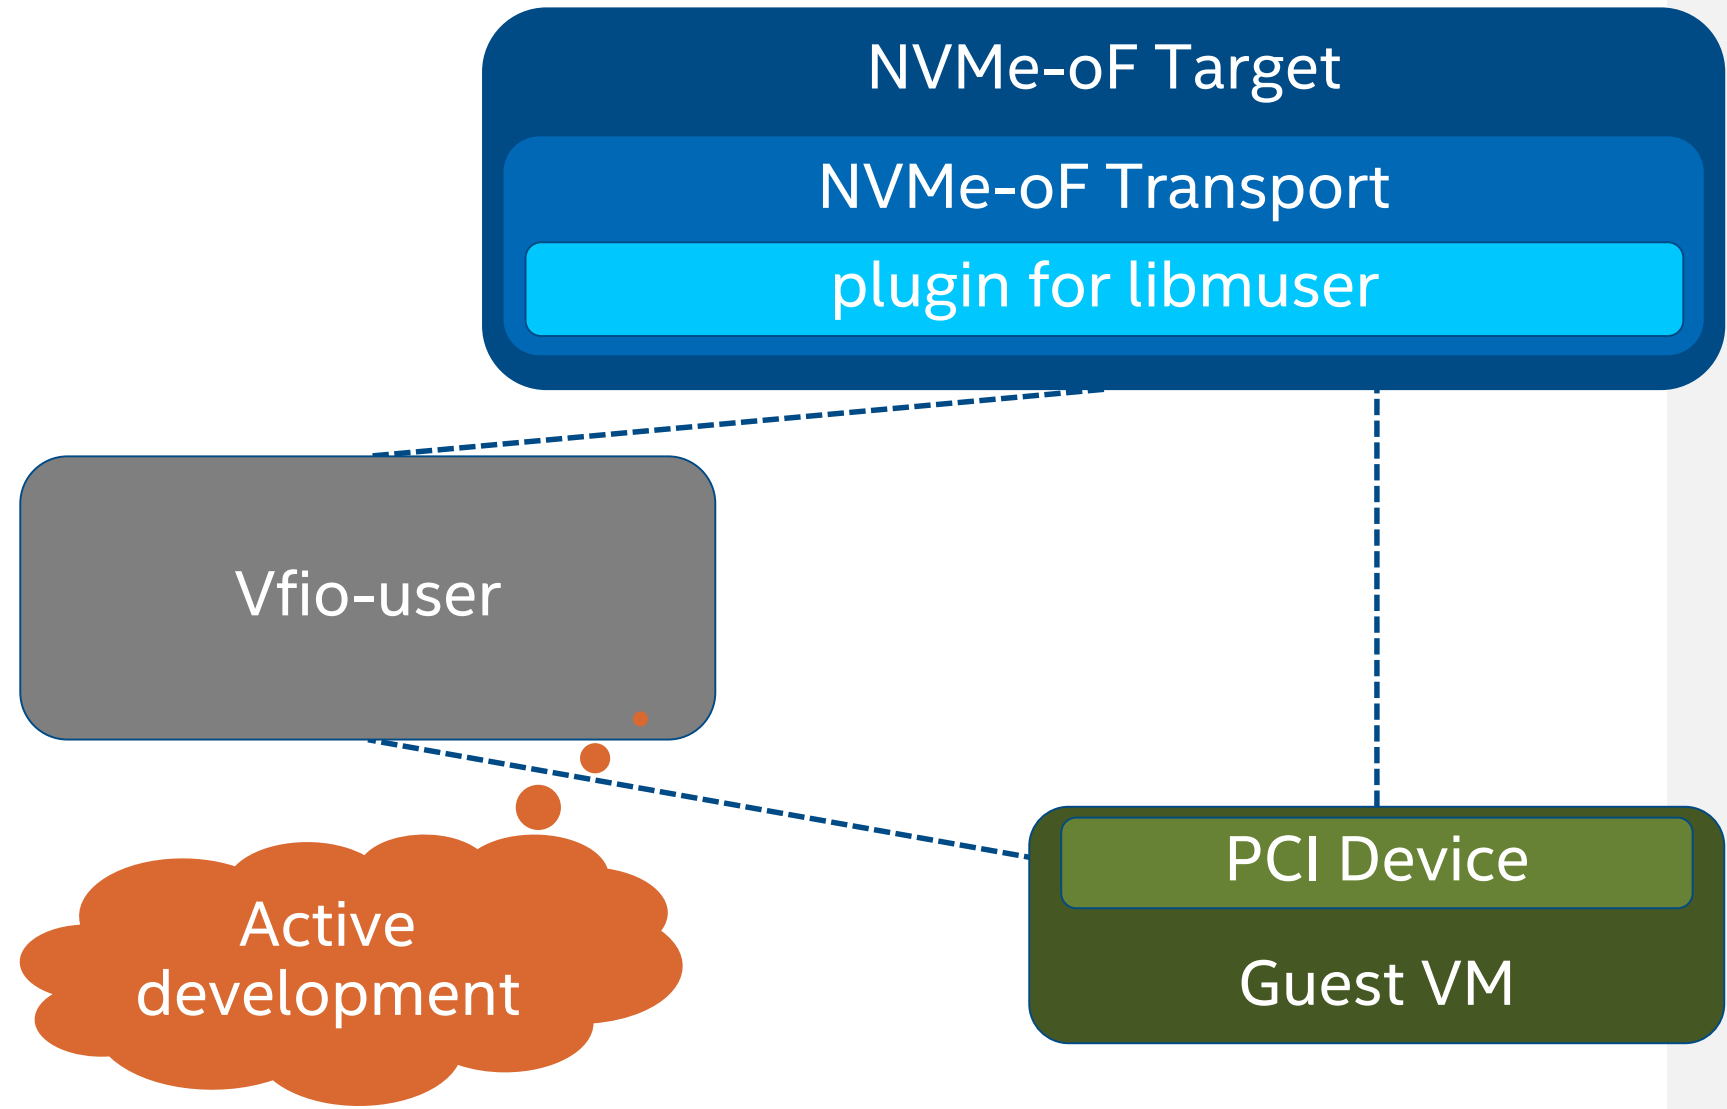 NVMe-oF Target
NVMe-oF Transport
plugin for libmuser
Vfio-user
PCI Device
Active
development
Guest VM